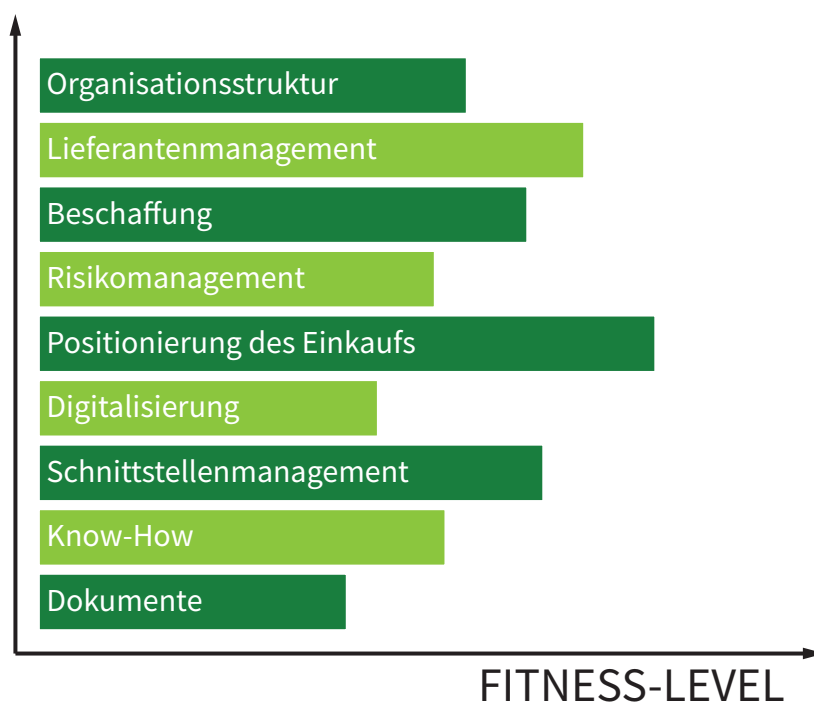 Organisationsstruktur
Lieferantenmanagement
Beschaffung
Risikomanagement
Positionierung des Einkaufs
Digitalisierung
Schnittstellenmanagement
Know-How
Dokumente
FITNESS-LEVEL